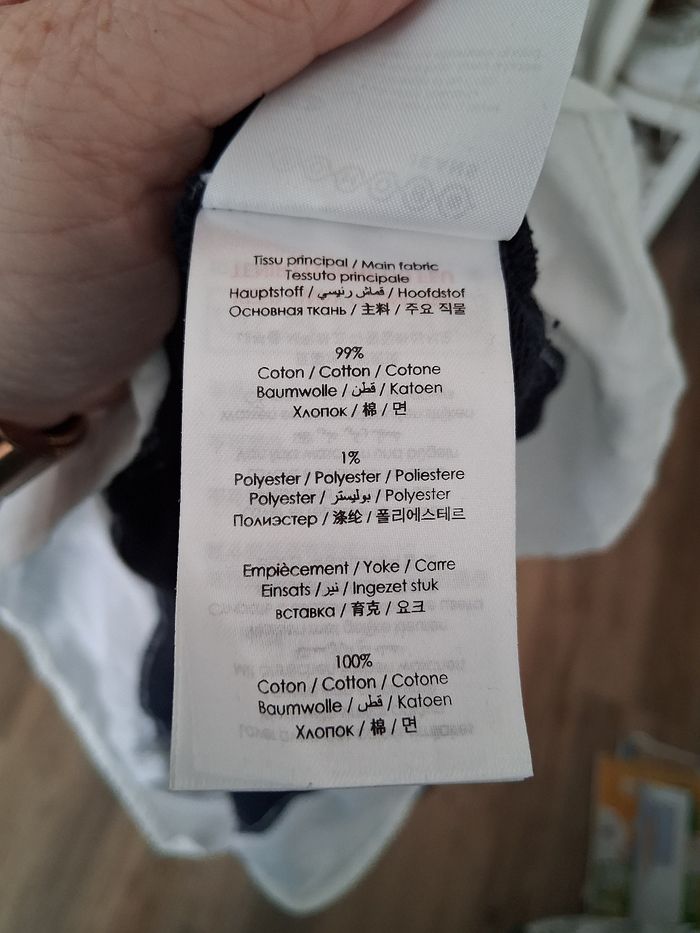 Tissu principal / Main fabric
Tessuto principale
Hauptstoff / قماش رئيسي / Hoofdstof
Основная ткань / 主料 / 주요 직물
99%
Coton / Cotton / Cotone
Baumwolle / قطن / Katoen
Хлопок / 棉 / 면
1%
Polyester / Polyester / Poliestere
Polyester / بوليستر / Polyester
Полиэстер / 涤纶 / 폴리에스테르
Empiècement / Yoke / Carre
Einsats / نير / Ingezet stuk
вставка / 育克 / 요크
100%
Coton / Cotton / Cotone
Baumwolle / قطن / Katoen
Хлопок / 棉 / 면